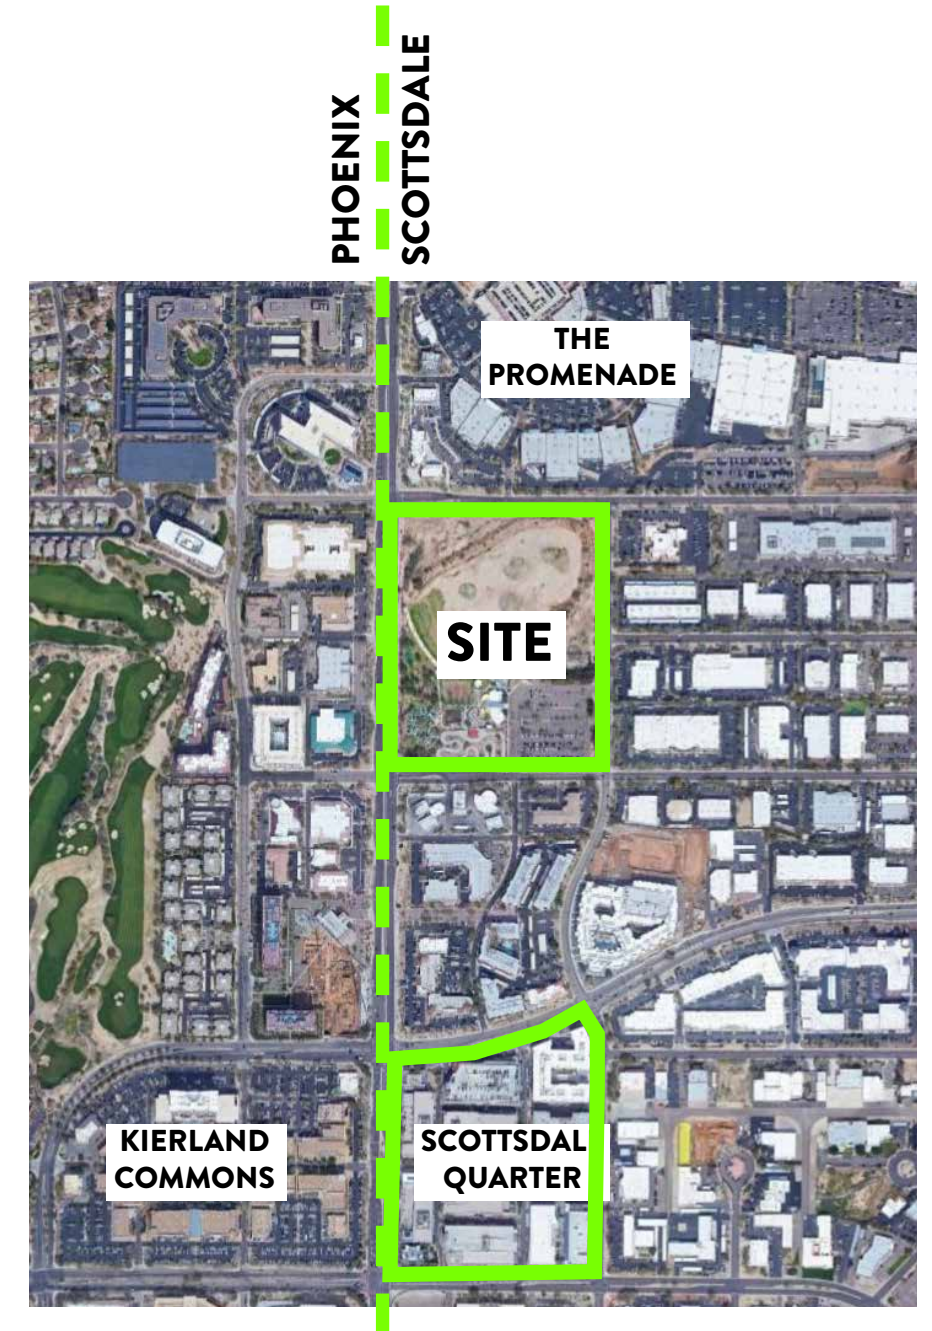 PHOENIX
SCOTTSDALE
THE
PROMENADE
SITE
KIERLAND
COMMONS
SCOTTSDAL
QUARTER